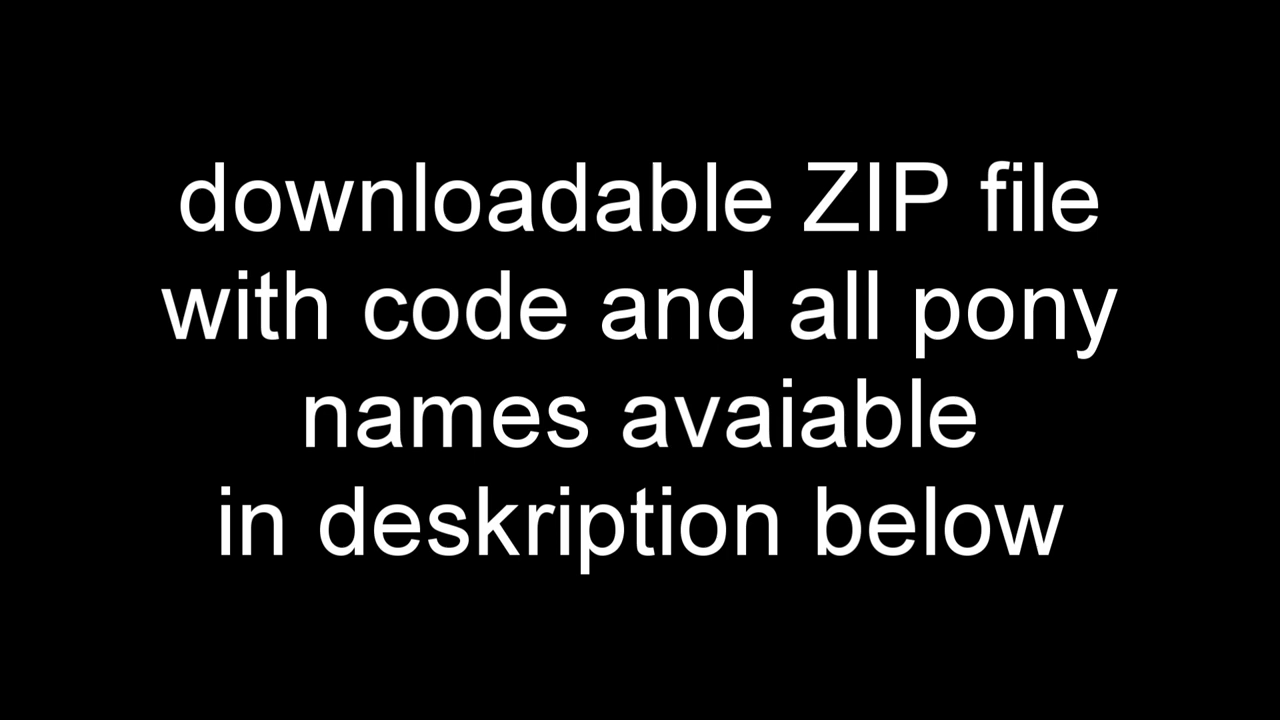 downloadable ZIP file
with code and all pony
names avaiable
in deskription below